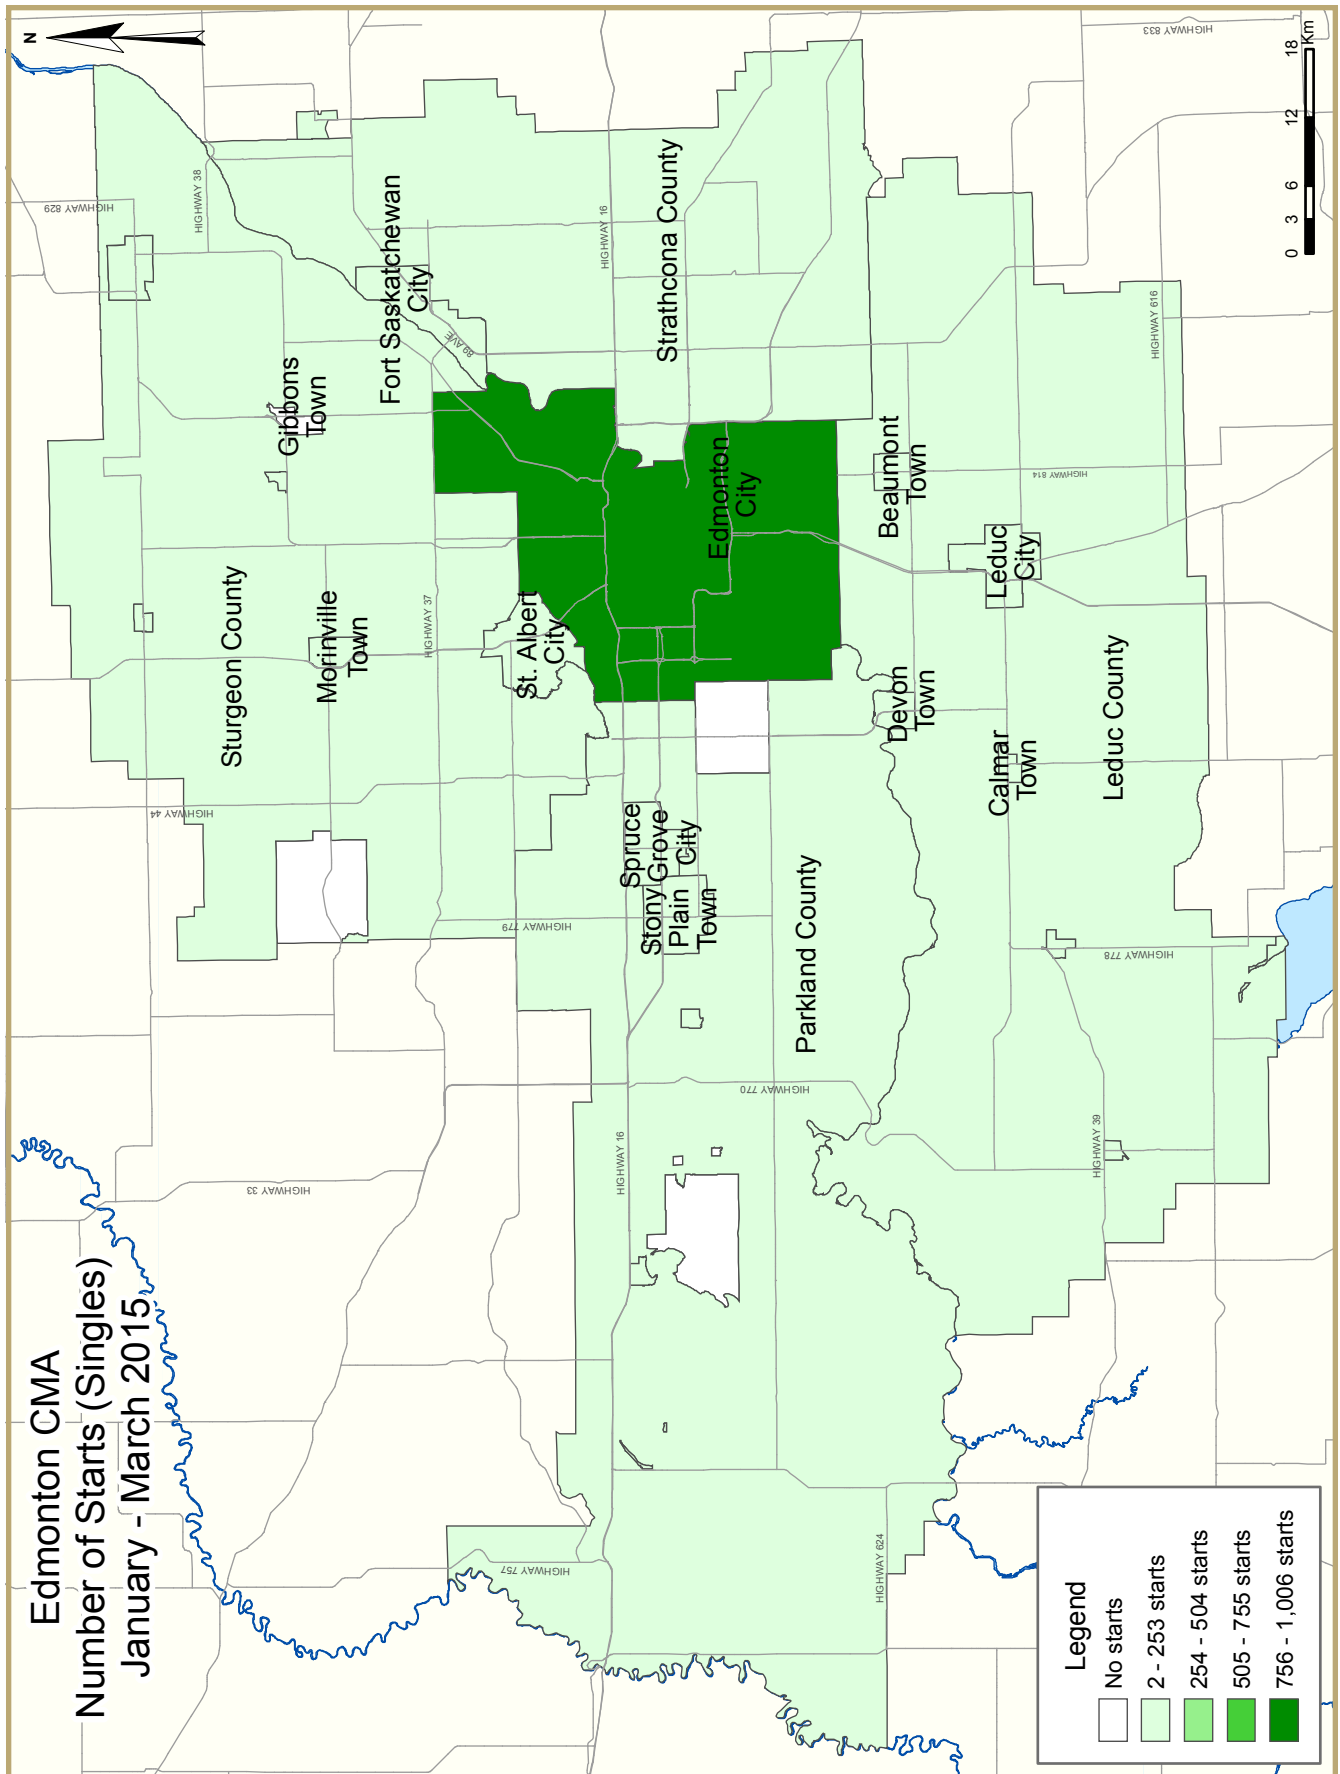 Edmonton CMA
Number of Starts (Singles)
January - March 2015
N
HIGHWAY 829
HIGHWAY 38
HIGHWAY 833
Fort Saskatchewan
City
89 AVE
HIGHWAY 16
Strathcona County
Gibbons
Town
Sturgeon County
Morinville
Town
HIGHWAY 37
St. Albert
City
Edmonton
City
Beaumont
Town
HIGHWAY 814
HIGHWAY 616
Leduc
City
Devon
Town
Calmar
Town
Leduc County
HIGHWAY 44
HIGHWAY 779
Spruce
Grove
City
Stony
Plain
Town
Parkland County
HIGHWAY 778
HIGHWAY 770
HIGHWAY 16
HIGHWAY 39
HIGHWAY 33
HIGHWAY 757
HIGHWAY 624
0 3 6 12 18
Km
Legend
No starts
2 - 253 starts
254 - 504 starts
505 - 755 starts
756 - 1,006 starts